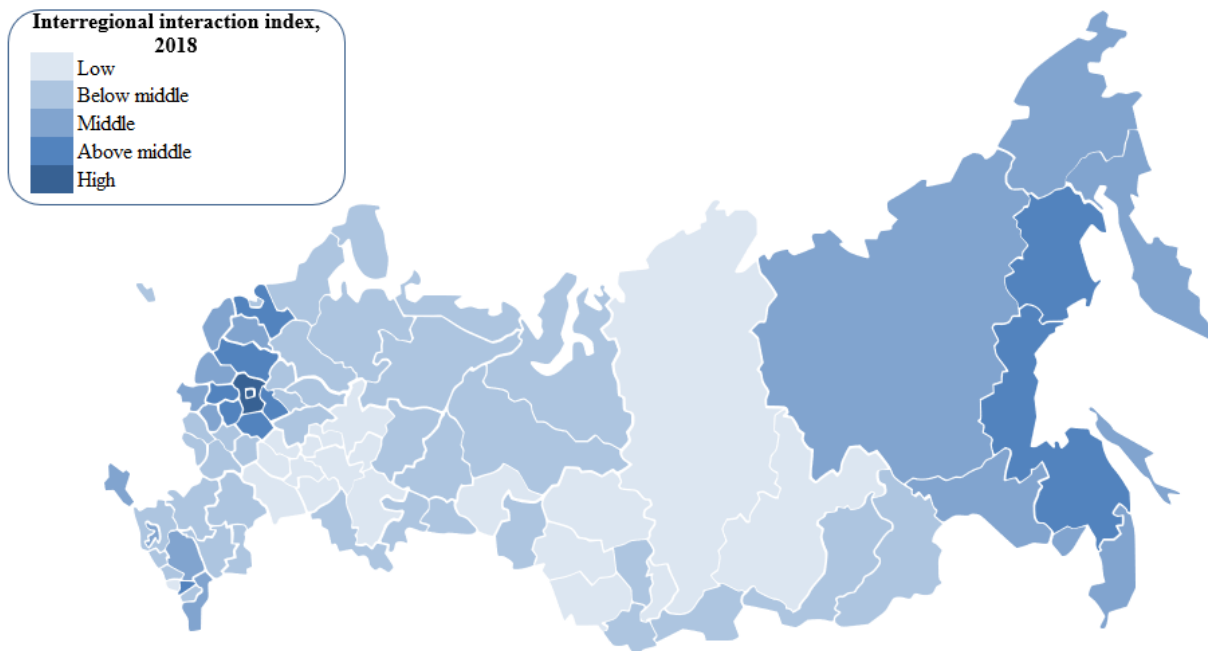 Interregional interaction index,
2018
Low
Below middle
Middle
Above middle
High